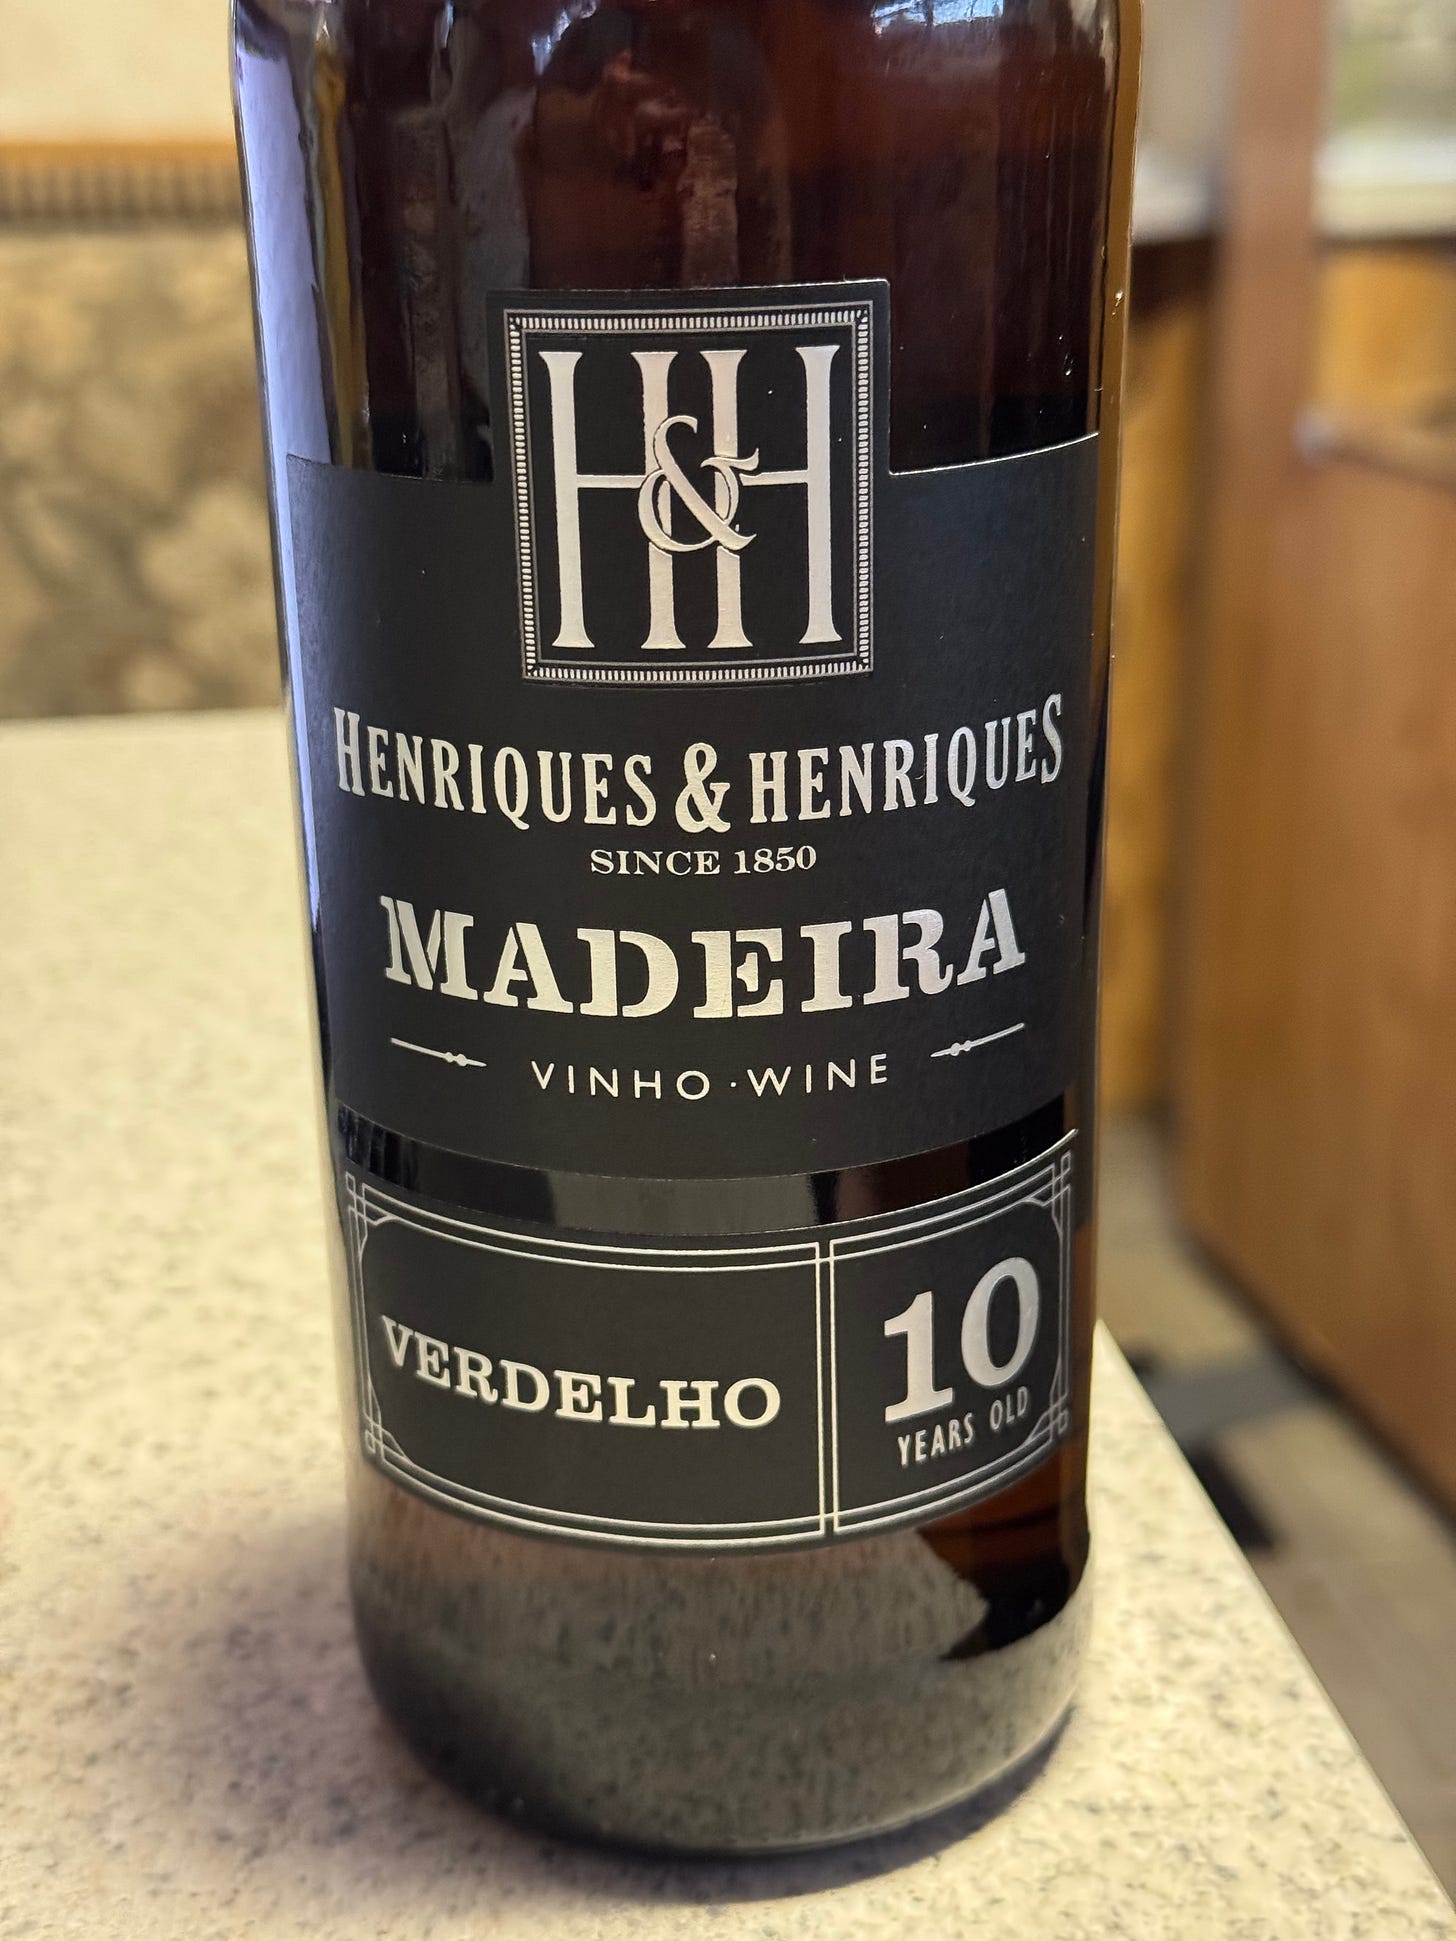 H&H
HENRIQUES & HENRIQUES
SINCE 1850
MADEIRA
VINHO · WINE
VERDELHO
10
YEARS OLD